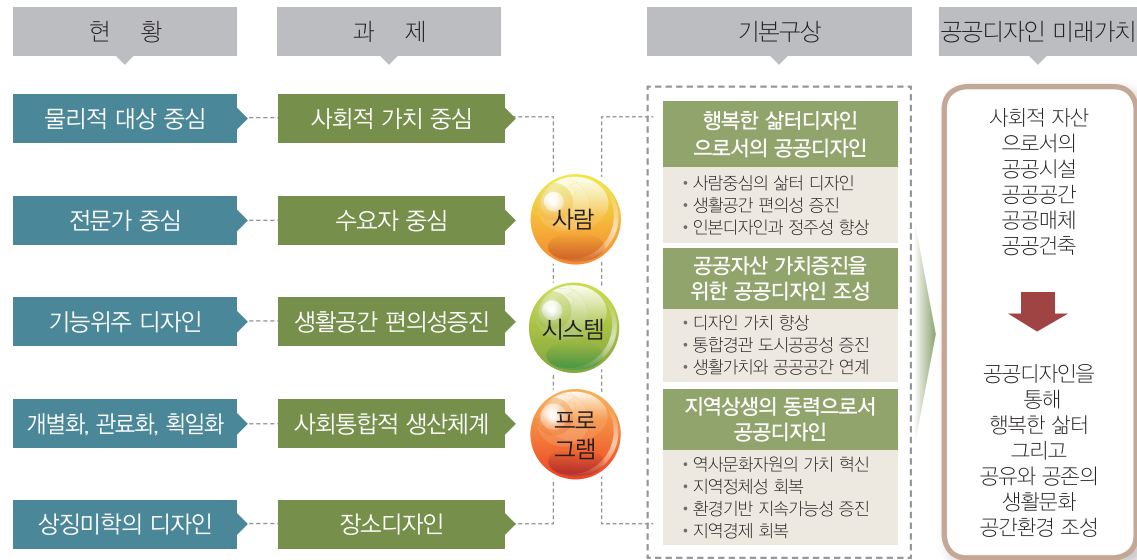 현 황
과 제
기본구상
공공디자인 미래가치
물리적 대상 중심
사회적 가치 중심
전문가 중심
수요자 중심
기능위주 디자인
생활공간 편의성증진
개별화, 관료화, 획일화
사회통합적 생산체계
상징미학의 디자인
장소디자인
사람
시스템
프로
그램
행복한 삶터디자인
으로서의 공공디자인
• 사람중심의 삶터 디자인
• 생활공간 편의성 증진
• 인본디자인과 정주성 향상
공공자산 가치증진을
위한 공공디자인 조성
• 디자인 가치 향상
• 통합경관 도시공공성 증진
• 생활가치와 공공공간 연계
지역상생의 동력으로서
공공디자인
• 역사문화자원의 가치 혁신
• 지역정체성 회복
• 환경기반 지속가능성 증진
• 지역경제 회복
사회적 자산
으로서의
공공시설
공공공간
공공매체
공공건축
공공디자인을
통해
행복한 삶터
그리고
공유와 공존의
생활문화
공간환경 조성